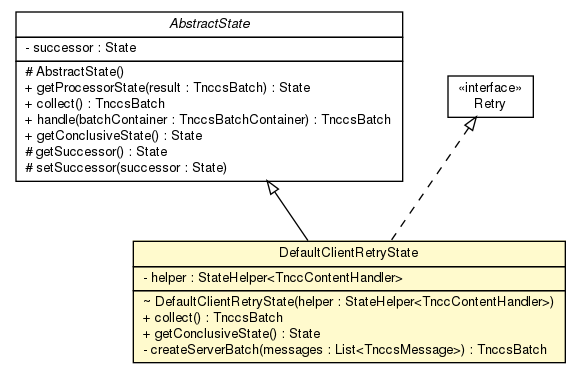 AbstractState
- successor : State
# AbstractState()
+ getProcessorState(result : TnccsBatch) : State
+ collect() : TnccsBatch
+ handle(batchContainer : TnccsBatchContainer) : TnccsBatch
+ getConclusiveState() : State
# getSuccessor() : State
# setSuccessor(successor : State)
«interface»
Retry
DefaultClientRetryState
- helper : StateHelper<TnccContentHandler>
~ DefaultClientRetryState(helper : StateHelper<TnccContentHandler>)
+ collect() : TnccsBatch
+ getConclusiveState() : State
- createServerBatch(messages : List<TnccsMessage>) : TnccsBatch